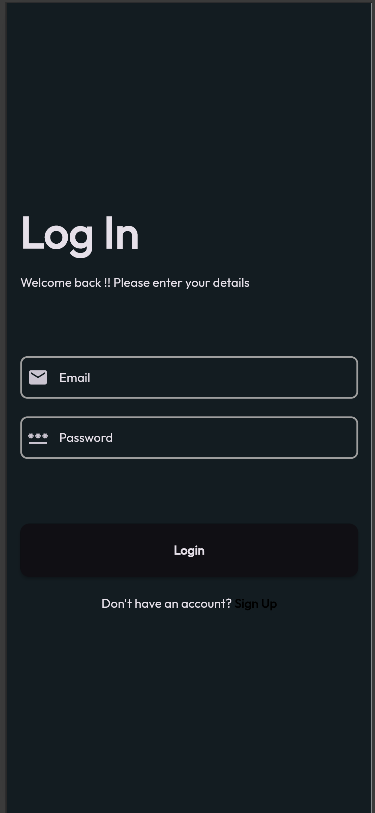 Log In
Welcome back !! Please enter your details
Email
Password
Login
Don't have an account? Sign Up